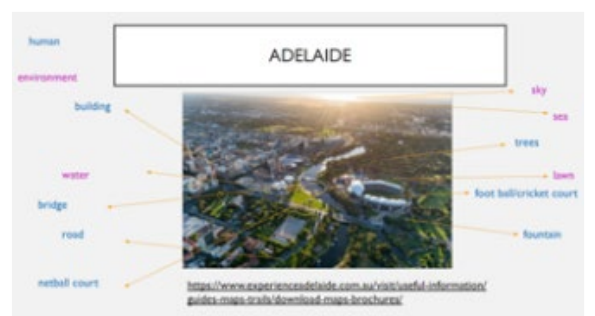 ADELAIDE
human
environment
building
water
bridge
road
netball court
sky
sea
trees
lawn
foot ball/cricket court
fountain
https://www.experienceadelaide.com.au/visit/useful-information/
guides-maps-trails/download-maps-brochures/